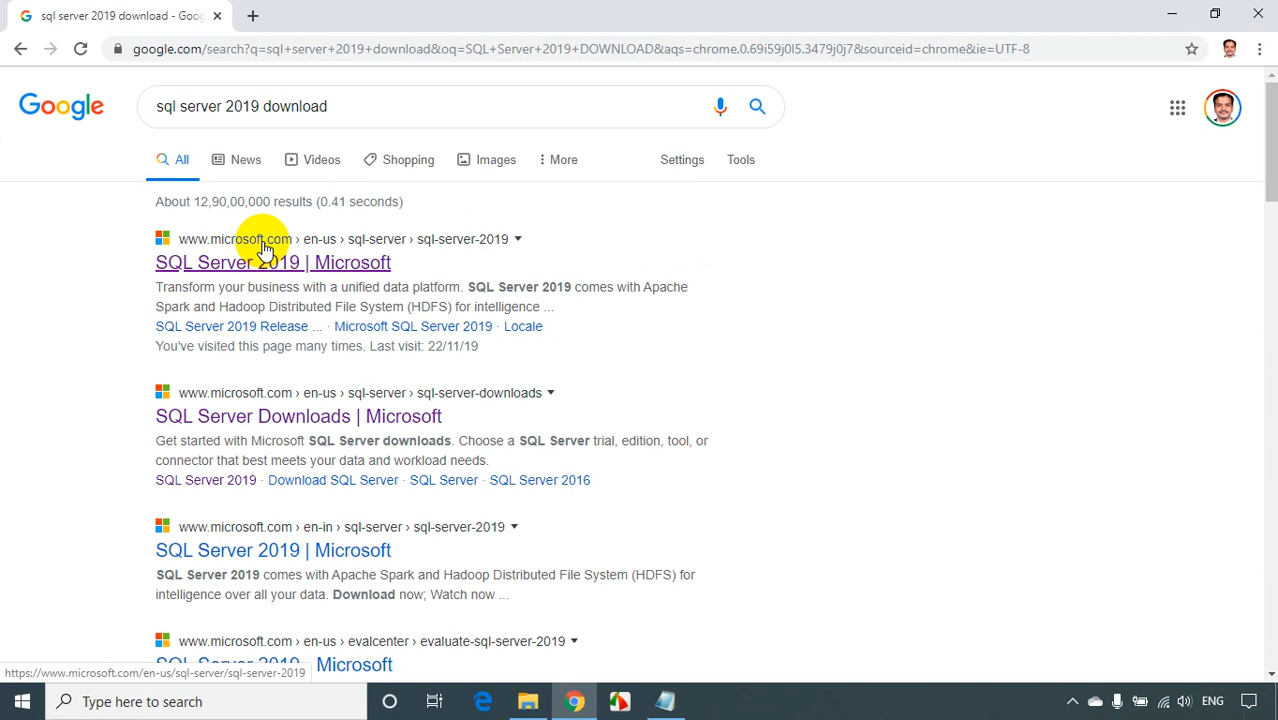 sql server 2019 download - Goo
google.com/search?q=sql+server+2019+download&oq=SQL+Server+2019+DOWNLOAD&aqs=chrome.0.69i59j0l5.3479j0j7&sourceid=chrome&ie=UTF-8
Google
sql server 2019 download
All News Videos Shopping Images More Settings Tools
About 12,90,00,000 results (0.41 seconds)
www.microsoft.com › en-us › sql-server › sql-server-2019
SQL Server 2019 | Microsoft
Transform your business with a unified data platform. SQL Server 2019 comes with Apache
Spark and Hadoop Distributed File System (HDFS) for intelligence ...
SQL Server 2019 Release ... · Microsoft SQL Server 2019 · Locale
You've visited this page many times. Last visit: 22/11/19
www.microsoft.com › en-us › sql-server › sql-server-downloads
SQL Server Downloads | Microsoft
Get started with Microsoft SQL Server downloads. Choose a SQL Server trial, edition, tool, or
connector that best meets your data and workload needs.
SQL Server 2019 · Download SQL Server · SQL Server · SQL Server 2016
www.microsoft.com › en-in › sql-server › sql-server-2019
SQL Server 2019 | Microsoft
SQL Server 2019 comes with Apache Spark and Hadoop Distributed File System (HDFS) for
intelligence over all your data. Download now; Watch now ...
www.microsoft.com › en-us › evalcenter › evaluate-sql-server-2019
SQL Server 2019 - Microsoft
https://www.microsoft.com/en-us/sql-server/sql-server-2019
Type here to search
ENG